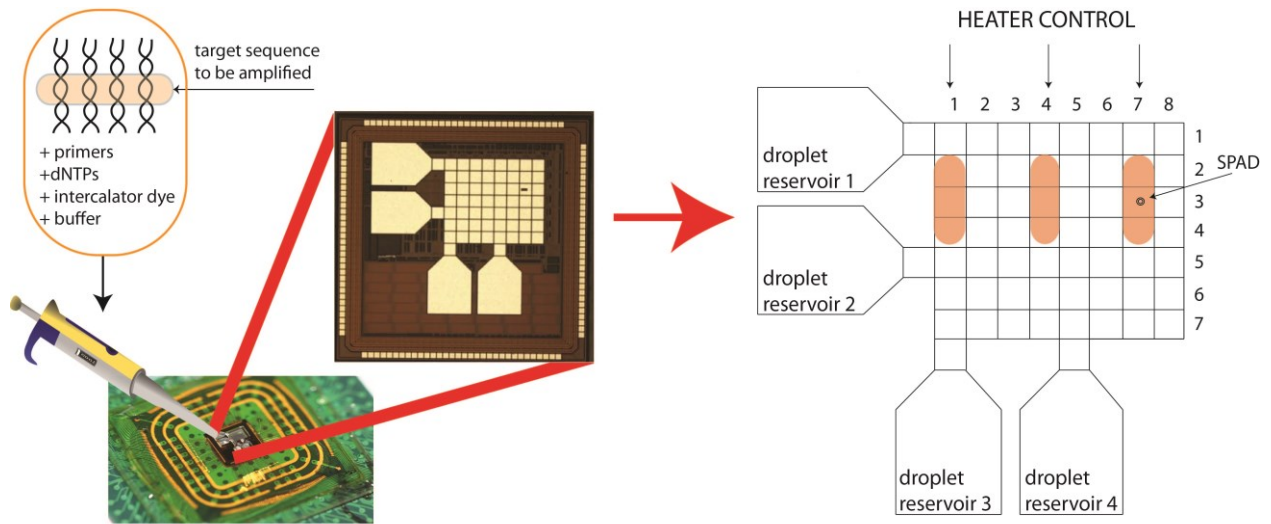 target sequence
to be amplified
+ primers
+dNTPs
+ intercalator dye
+ buffer
HEATER CONTROL
1 2 3 4 5 6 7 8
droplet
reservoir 1
droplet
reservoir 2
1
2
3
4
5
6
7
SPAD
droplet
reservoir 3
droplet
reservoir 4